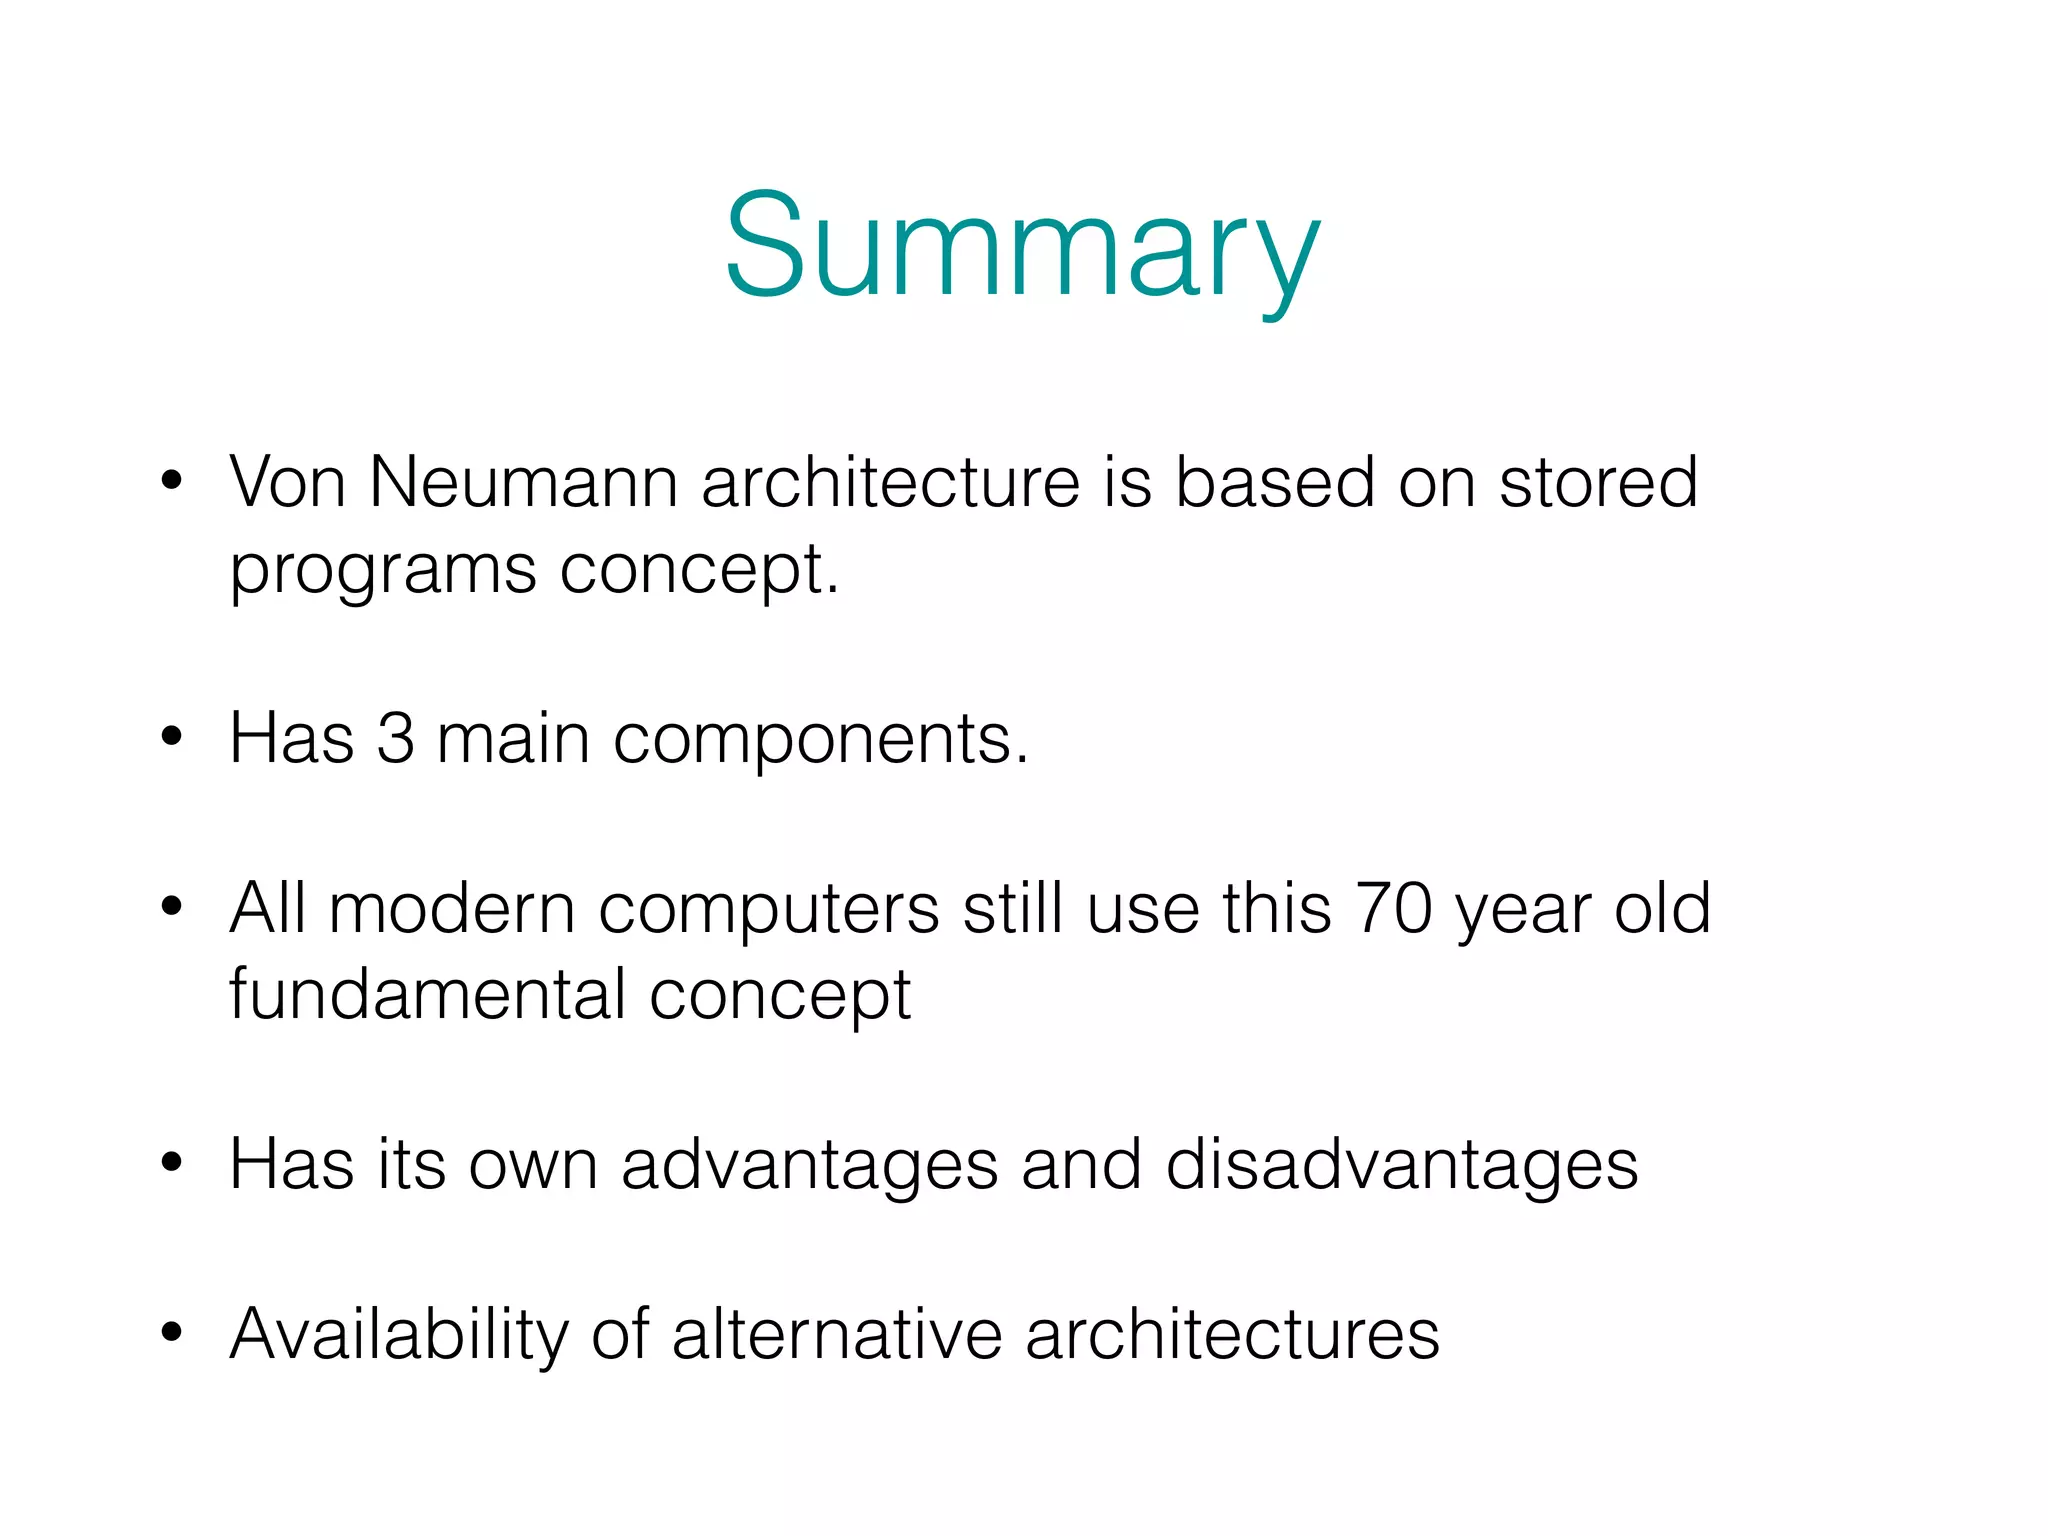 Summary
• Von Neumann architecture is based on stored
programs concept.
• Has 3 main components.
• All modern computers still use this 70 year old
fundamental concept
• Has its own advantages and disadvantages
• Availability of alternative architectures